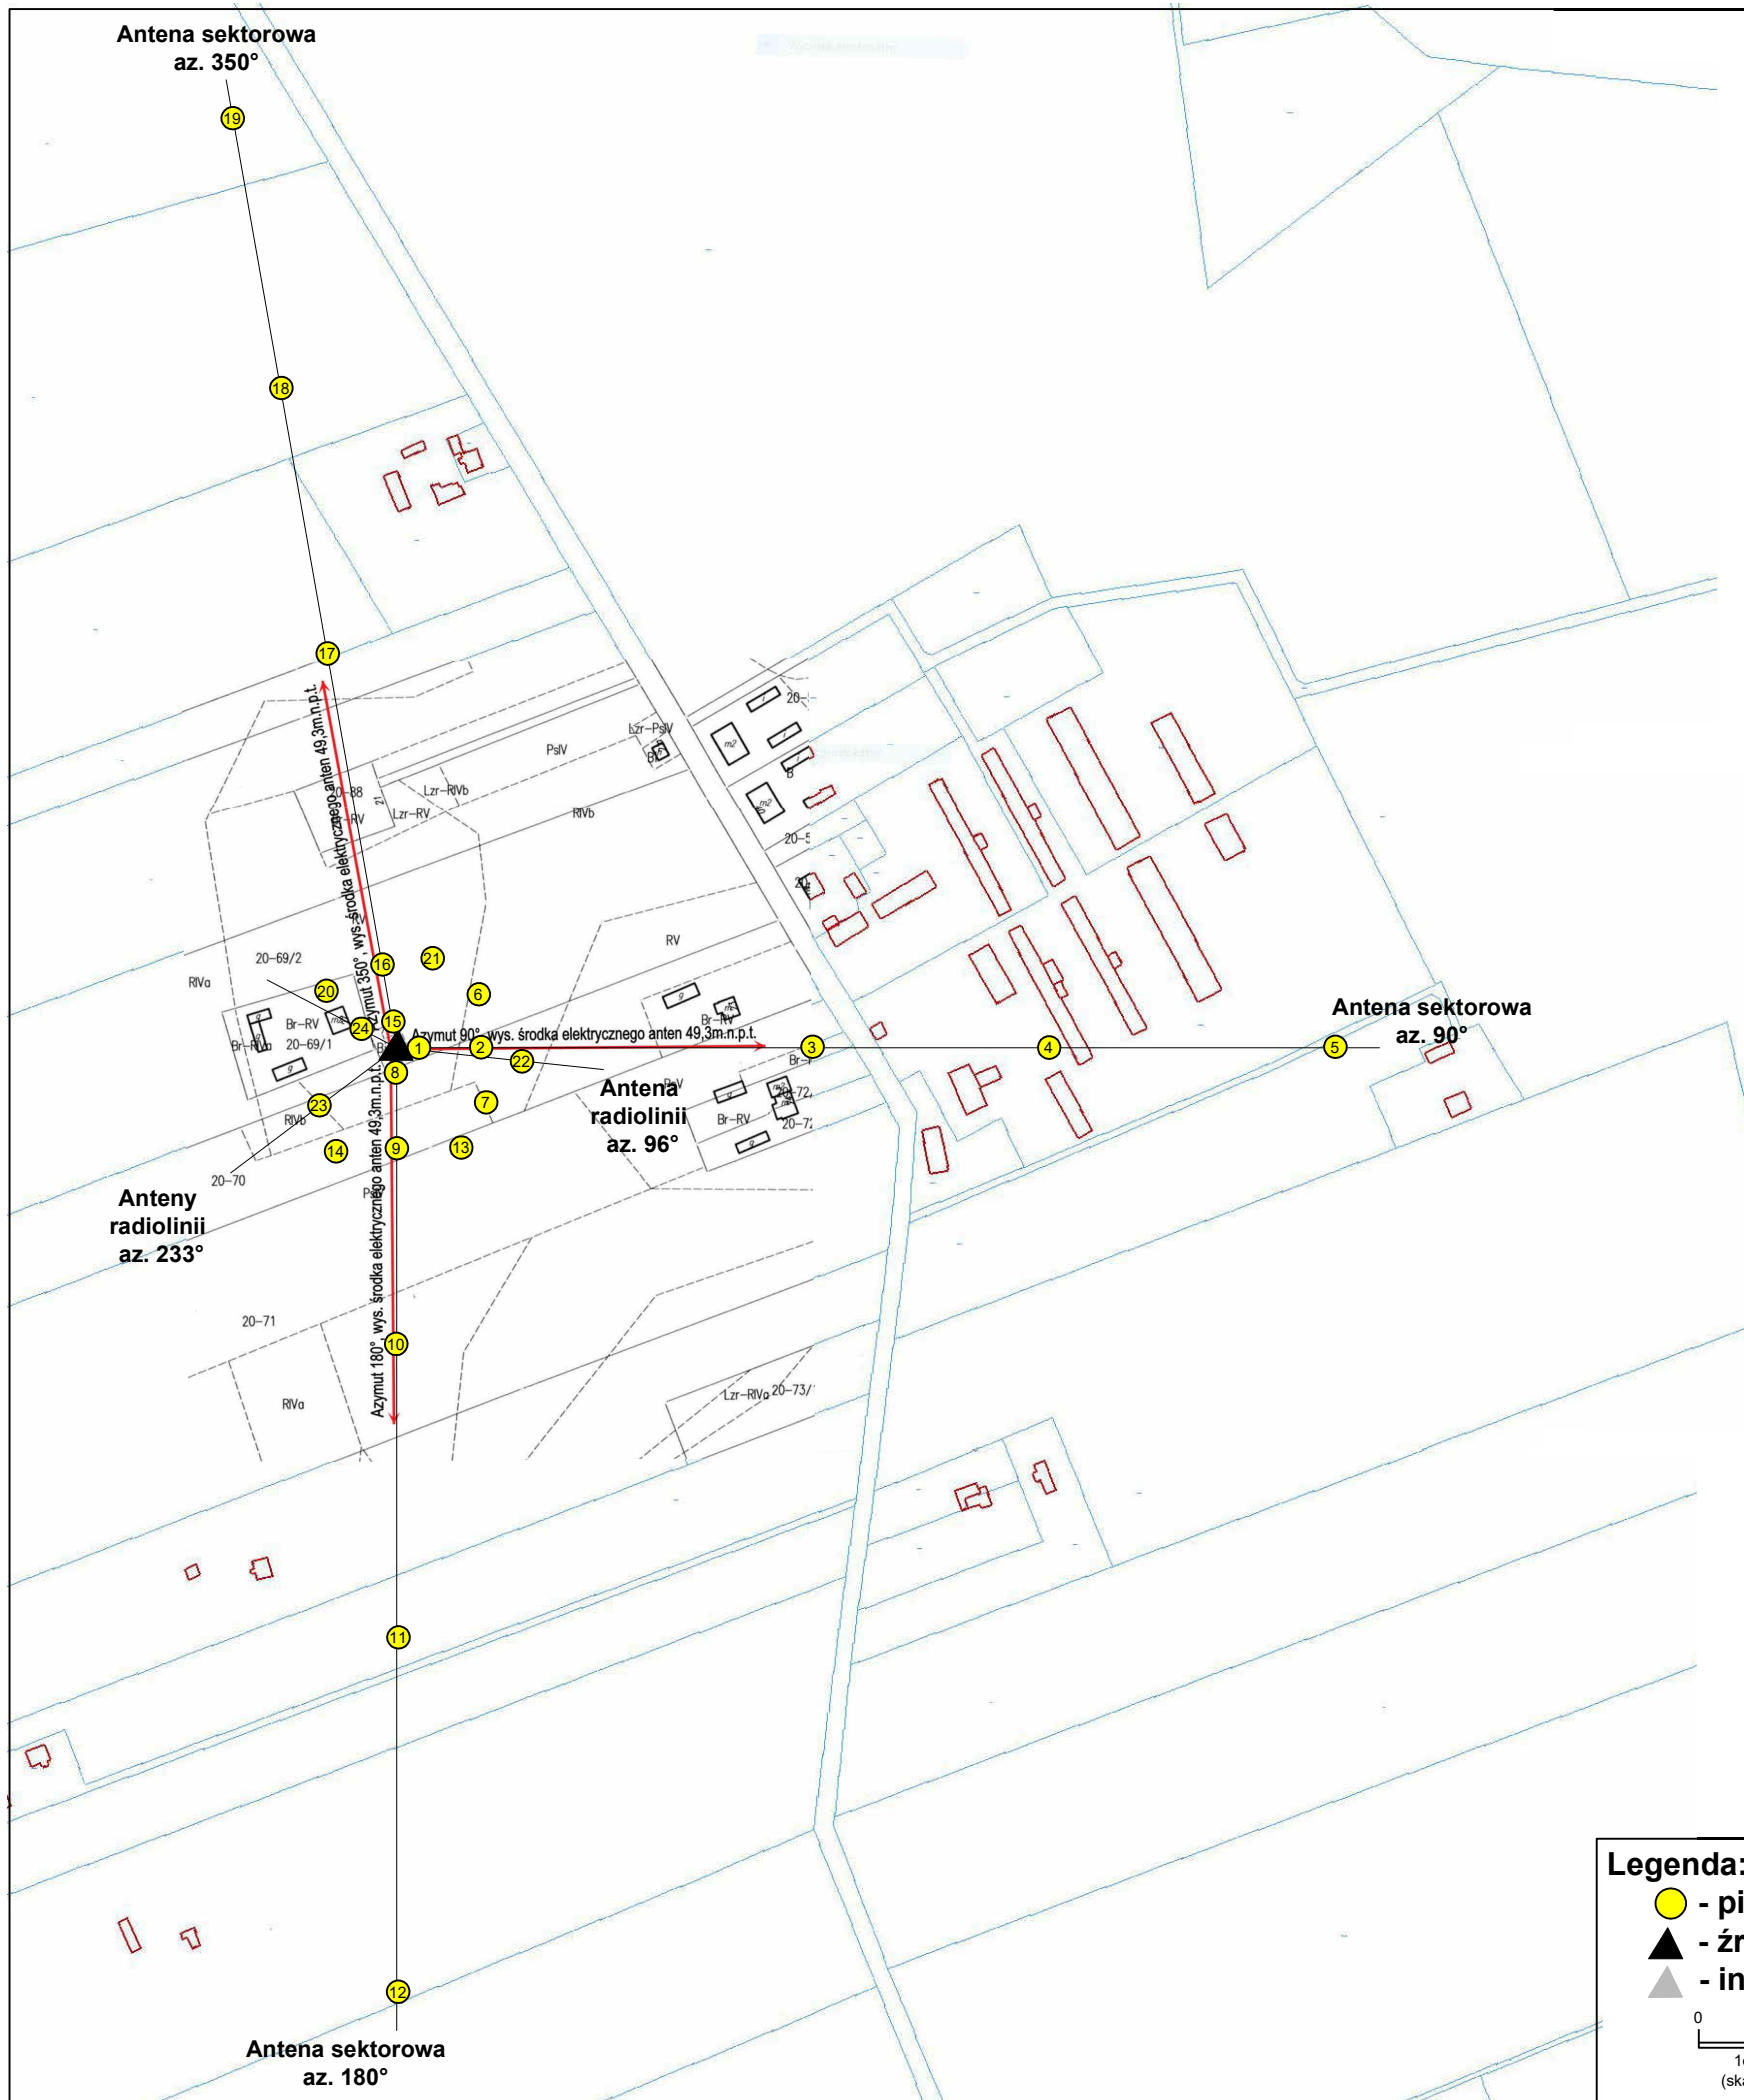 Antena sektorowa
az. 350°
19
18
17
Azymut 350°, wys. środka elektrycznego anten 49,3m.n.p.t.
20-88
21
Lzr-RIVb
Lzr-RV
PsIV
Lzr-PsIV
RIVb
m2
m2
20-5
RV
RV
20-69/2
RIVa
16
21
20
6
15
24
Br-RV
20-69/1
g
g
g
Azymut 90°, wys. środka elektrycznego anten 49,3m.n.p.t.
1
2
22
3
4
5
Antena sektorowa
az. 90°
g
Br-RV
8
7
23
RIVb
14
9
13
Antena
radiolinii
az. 96°
g
Br-RV
g
20-72
20-70
Anteny
radiolinii
az. 233°
Azymut 180°, wys. środka elektrycznego anten 49,3m.n.p.t.
20-71
10
RIVa
Lzr-RIVa
20-73/
11
12
Antena sektorowa
az. 180°
Legenda:
0